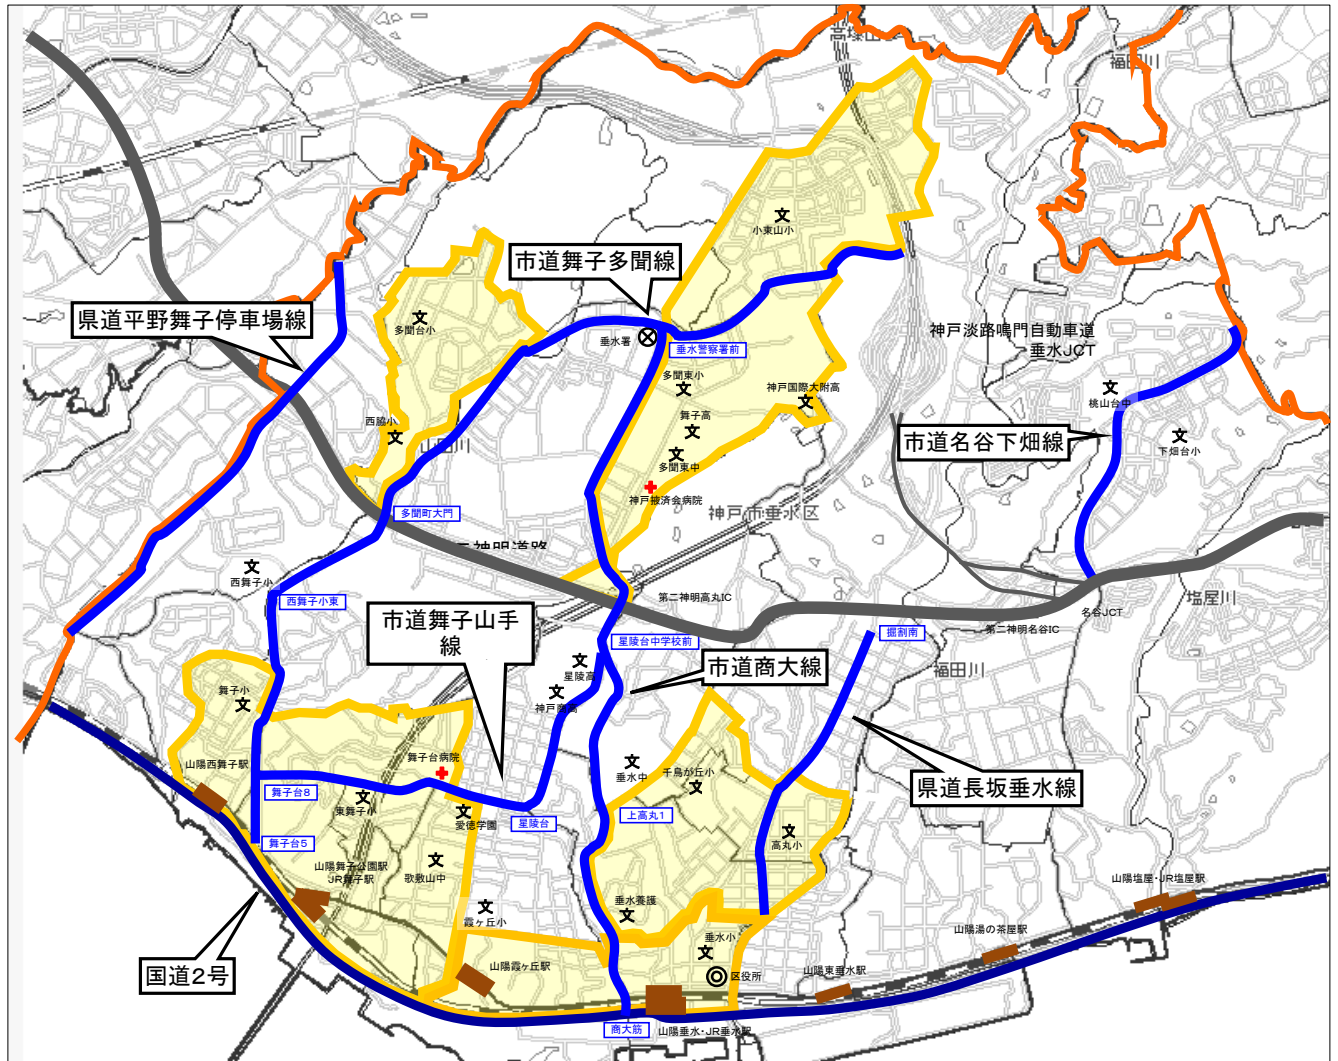 高塚山
福田川
小束山小
市道舞子多聞線
県道平野舞子停車場線
多聞台小
垂水署
垂水警察署前
神戸淡路鳴門自動車道
垂水JCT
多聞東小
神戸国際大附高
桃山台中
舞子高
西脇小
山田川
市道名谷下畑線
下畑台小
多聞東中
神戸掖済会病院
多聞町大門
神戸市垂水区
二神明道路
西舞子小
西舞子小東
第二神明高丸IC
名谷JCT
塩屋川
第二神明名谷IC
市道舞子山手
線
星陵台中学校前
掘割南
星陵高
市道商大線
福田川
舞子小
神戸商高
山陽西舞子駅
舞子台病院
垂水中
千鳥が丘小
県道長坂垂水線
舞子台8
東舞子小
愛徳学園
星陵台
上高丸1
舞子台5
高丸小
山陽舞子公園駅
JR舞子駅
歌敷山中
山陽塩屋・JR塩屋駅
垂水養護
霞ヶ丘小
山陽滝の茶屋駅
垂水小
国道2号
山陽霞ヶ丘駅
区役所
山陽東垂水駅
商大筋
山陽垂水・JR垂水駅